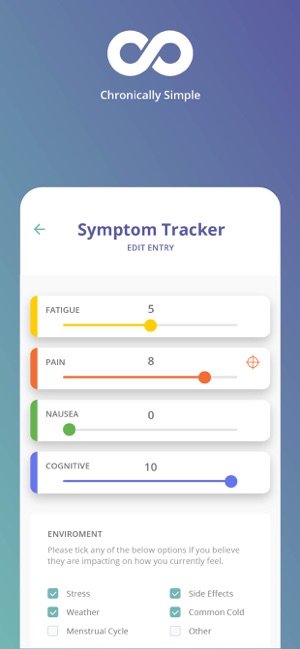 Chronically Simple
Symptom Tracker
EDIT ENTRY
FATIGUE 5
PAIN 8
NAUSEA 0
COGNITIVE 10
ENVIROMENT
Please tick any of the below options if you believe
they are impacting on how you currently feel.
Stress Side Effects
Weather Common Cold
Menstrual Cycle Other